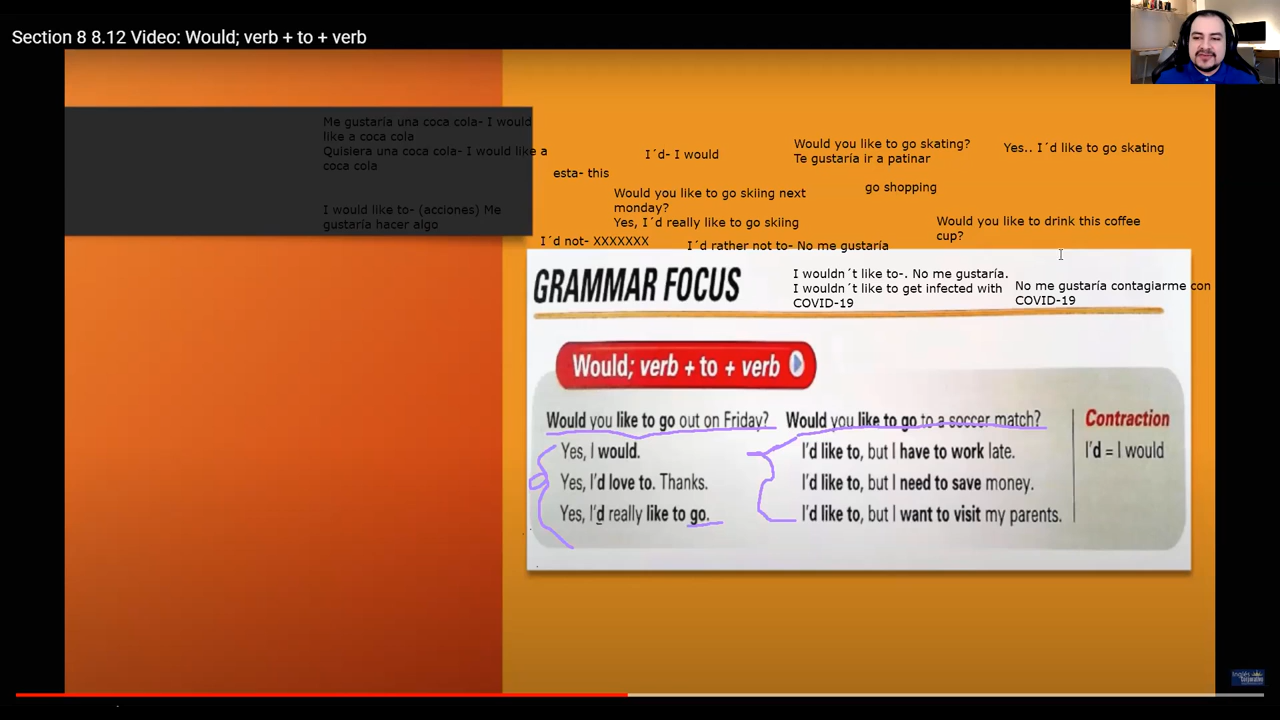 Section 8 8.12 Video: Would; verb + to + verb
Me gustaría una coca cola- I would
like a coca cola
Quisiera una coca cola- I would like a
coca cola
I would like to- (acciones) Me
gustaría hacer algo
I´d- I would
esta- this
Would you like to go skating?
Te gustaría ir a patinar
Yes.. I´d like to go skating
go shopping
Would you like to go skiing next
monday?
Yes, I´d really like to go skiing
Would you like to drink this coffee
cup?
I´d not- XXXXXXX
I´d rather not to- No me gustaría
I wouldn´t like to-. No me gustaría.
I wouldn´t like to get infected with
COVID-19
No me gustaría contagiarme con
COVID-19
GRAMMAR FOCUS
Would; verb + to + verb
Would you like to go out on Friday?
Yes, I would.
Yes, I'd love to. Thanks.
Yes, I'd really like to go.
Would you like to go to a soccer match?
I'd like to, but I have to work late.
I'd like to, but I need to save money.
I'd like to, but I want to visit my parents.
Contraction
I'd = I would
Inglés
Corporativo